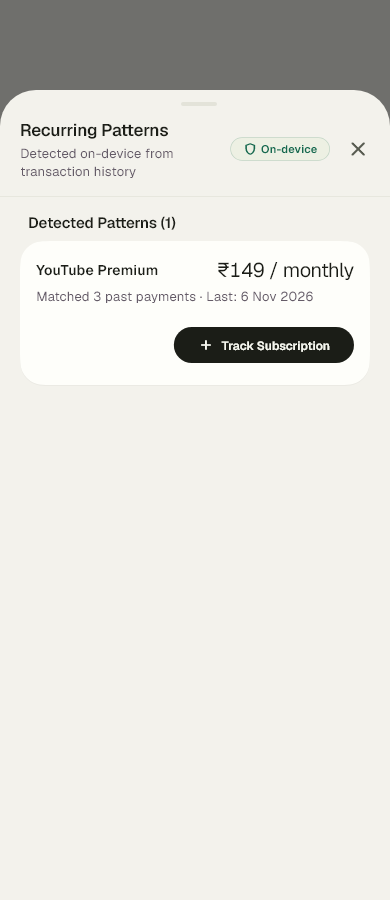 Recurring Patterns
Detected on-device from
transaction history
On-device
Detected Patterns (1)
YouTube Premium
₹149 / monthly
Matched 3 past payments · Last: 6 Nov 2026
Track Subscription